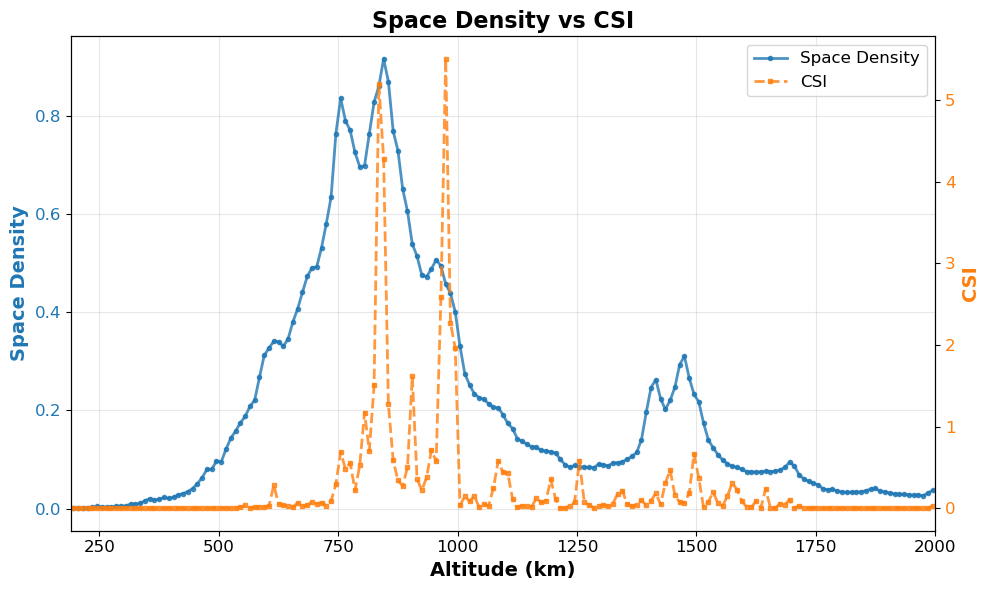 Space Density vs CSI
Space Density
CSI
0.8
0.6
0.4
0.2
0.0
Space Density
5
4
3
2
1
0
CSI
250 500 750 1000 1250 1500 1750 2000
Altitude (km)